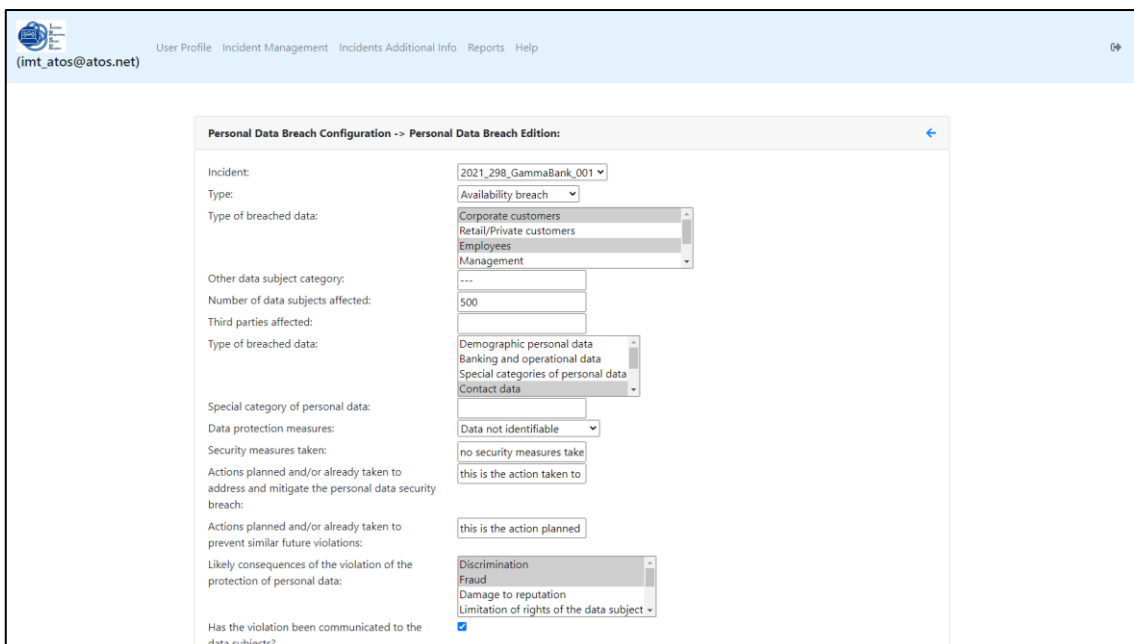 User Profile Incident Management Incidents Additional Info Reports Help
(imt_atos@atos.net)
Personal Data Breach Configuration -> Personal Data Breach Edition:
Incident: 2021_298_GammaBank_001
Type: Availability breach
Type of breached data: Corporate customers
Retail/Private customers
Employees
Management
Other data subject category: ---
Number of data subjects affected: 500
Third parties affected:
Type of breached data: Demographic personal data
Banking and operational data
Special categories of personal data
Contact data
Special category of personal data:
Data protection measures: Data not identifiable
Security measures taken: no security measures take
Actions planned and/or already taken to this is the action taken to
address and mitigate the personal data security
breach:
Actions planned and/or already taken to this is the action planned
prevent similar future violations:
Likely consequences of the violation of the Discrimination
protection of personal data: Fraud
Damage to reputation
Limitation of rights of the data subject
Has the violation been communicated to the
data subjects?